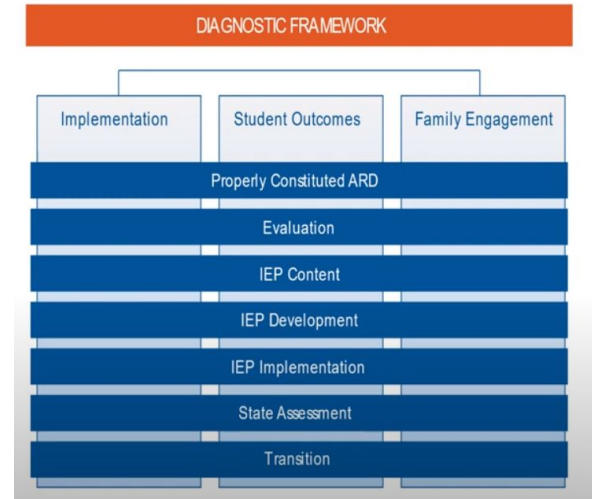 DIAGNOSTIC FRAMEWORK
Implementation
Student Outcomes
Family Engagement
Properly Constituted ARD
Evaluation
IEP Content
IEP Development
IEP Implementation
State Assessment
Transition